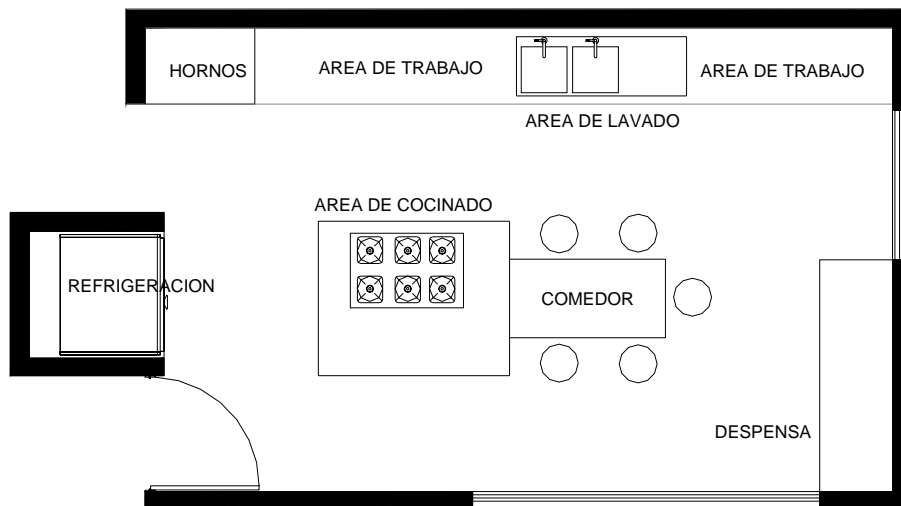 HORNOS
AREA DE TRABAJO
AREA DE TRABAJO
AREA DE LAVADO
AREA DE COCINADO
REFRIGERACION
COMEDOR
DESPENSA